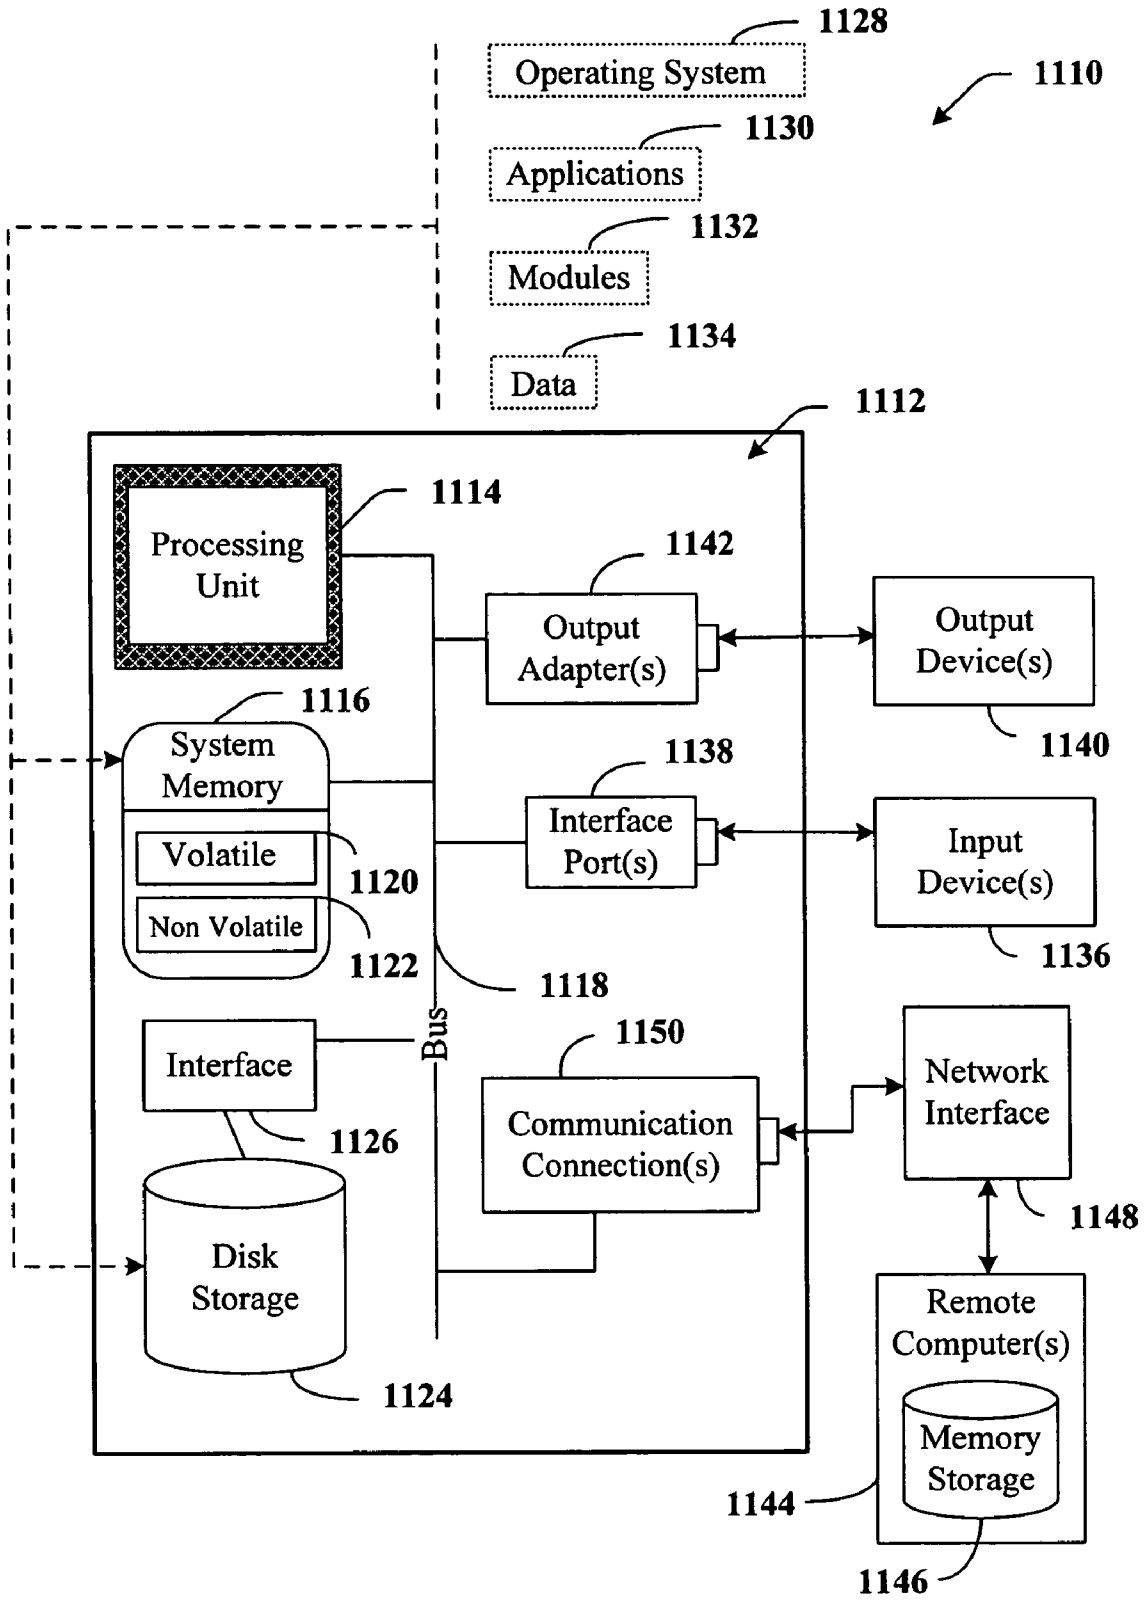 1128
Operating System
1110
1130
Applications
1132
Modules
1134
Data
1112
1114
Processing
Unit
1142
Output
Adapter(s)
Output
Device(s)
1140
1116
System
Memory
1138
Interface
Port(s)
Input
Device(s)
1136
Volatile
1120
Non Volatile
1122
1118
Bus
1150
Interface
1126
Communication
Connection(s)
Network
Interface
1148
Disk
Storage
1124
Remote
Computer(s)
Memory
Storage
1144
1146